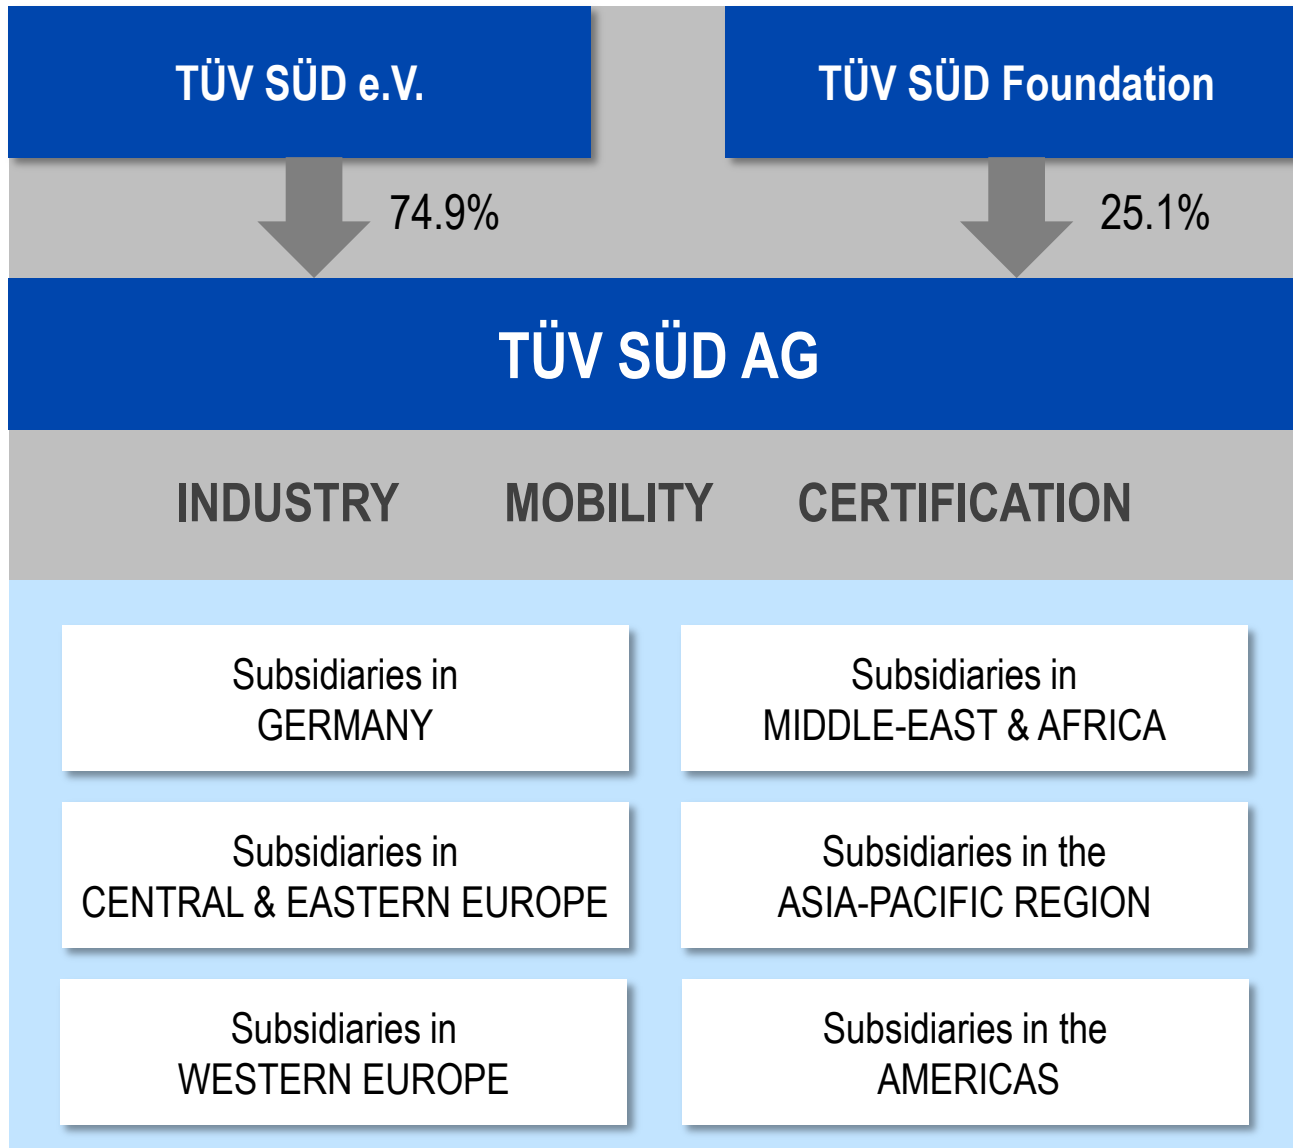 TÜV SÜD e.V.
TÜV SÜD Foundation
74.9%
25.1%
TÜV SÜD AG
INDUSTRY MOBILITY CERTIFICATION
Subsidiaries in
GERMANY
Subsidiaries in
MIDDLE-EAST & AFRICA
Subsidiaries in
CENTRAL & EASTERN EUROPE
Subsidiaries in the
ASIA-PACIFIC REGION
Subsidiaries in
WESTERN EUROPE
Subsidiaries in the
AMERICAS